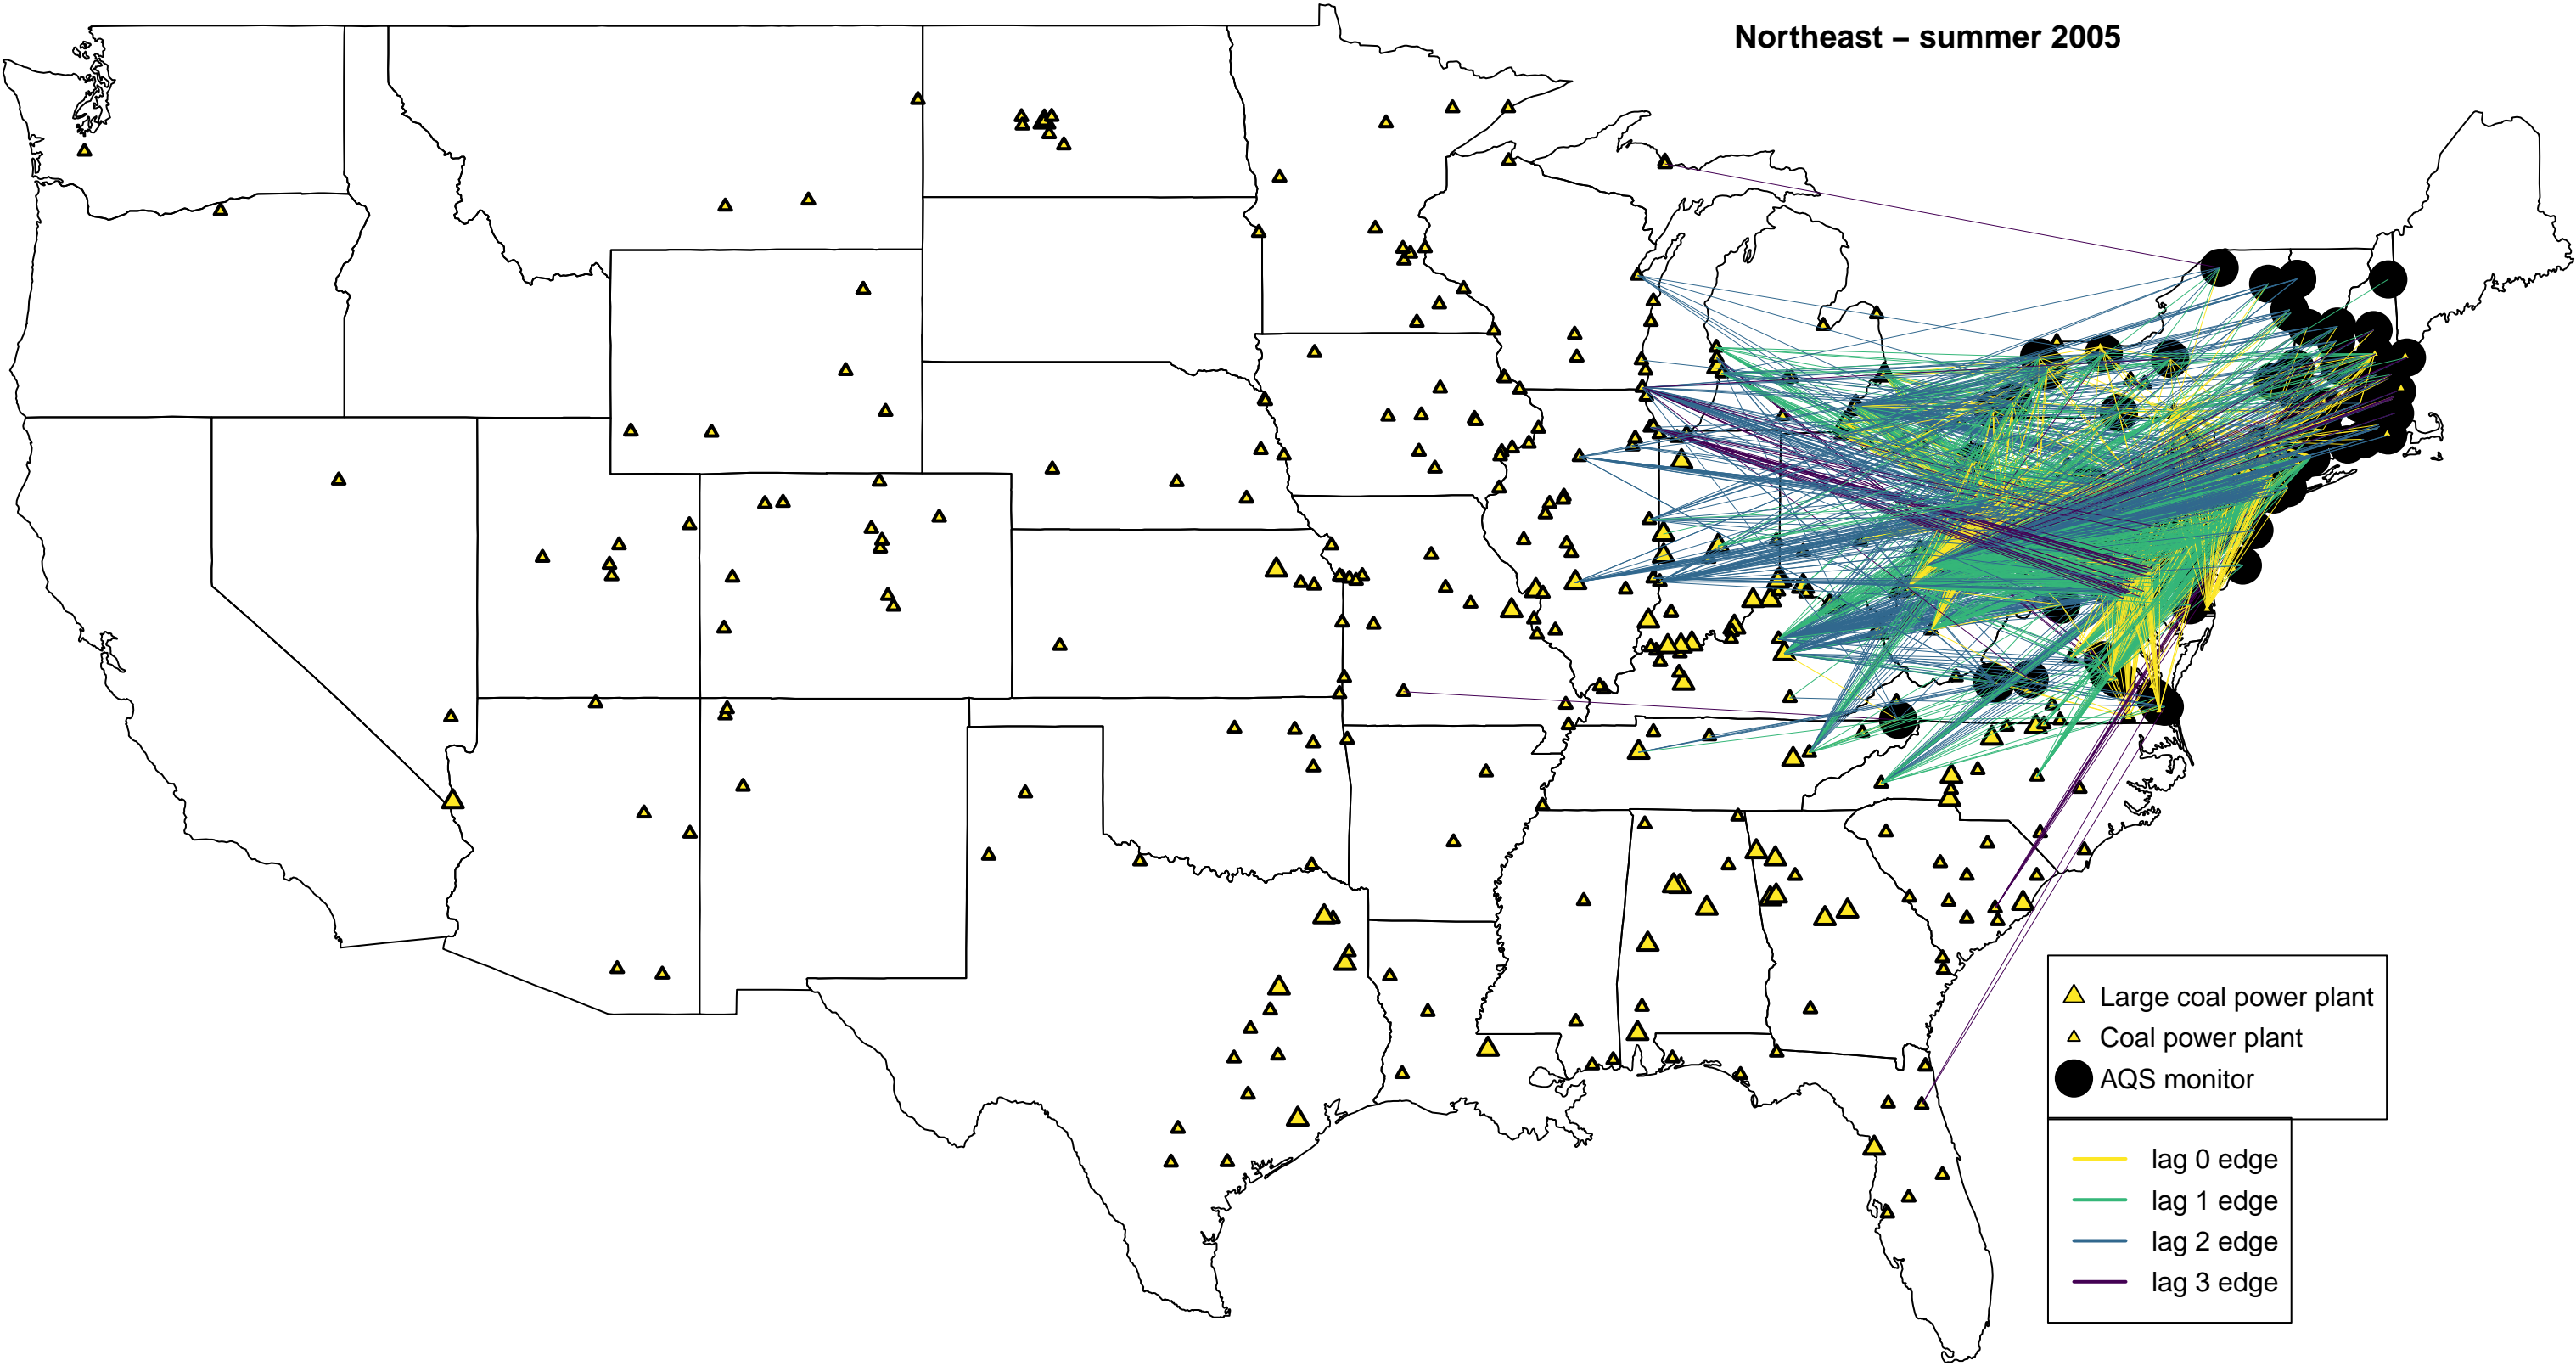 Northeast – summer 2005
Large coal power plant
Coal power plant
AQS monitor
lag 0 edge
lag 1 edge
lag 2 edge
lag 3 edge